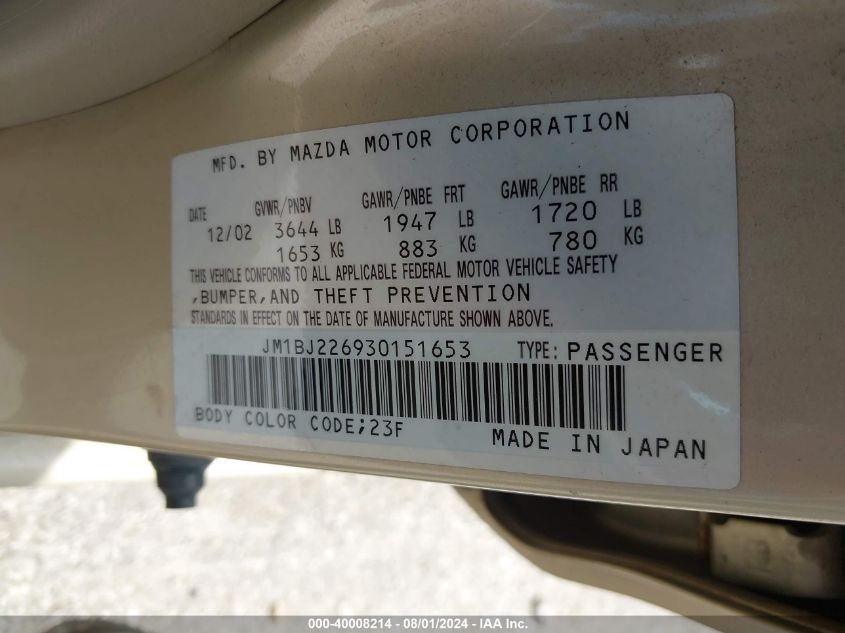 MFD. BY MAZDA MOTOR CORPORATION
DATE GVWR/PNBV GAWR/PNBE FRT GAWR/PNBE RR
12/02 3644 LB 1947 LB 1720 LB
1653 KG 883 KG 780 KG
THIS VEHICLE CONFORMS TO ALL APPLICABLE FEDERAL MOTOR VEHICLE SAFETY
,BUMPER,AND THEFT PREVENTION
STANDARDS IN EFFECT ON THE DATE OF MANUFACTURE SHOWN ABOVE.
JM1BJ226930151653 TYPE: PASSENGER
BODY COLOR CODE;23F
MADE IN JAPAN
000-40008214 - 08/01/2024 - IAA Inc.